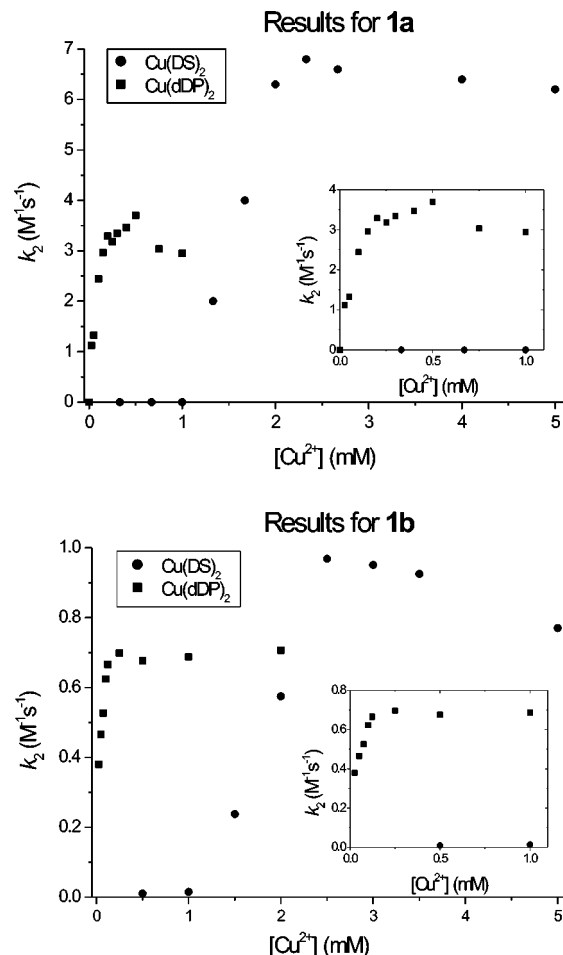 Results for 1a
Cu(DS)2
Cu(dDP)2
k2 (M-1s-1)
7
6
5
4
3
2
1
0
0 1 2 3 4 5
[Cu2+] (mM)
k2 (M-1s-1)
4
3
2
1
0
0.0 0.5 1.0
[Cu2+] (mM)
Results for 1b
Cu(DS)2
Cu(dDP)2
k2 (M-1s-1)
1.0
0.8
0.6
0.4
0.2
0.0
0 1 2 3 4 5
[Cu2+] (mM)
k2 (M-1s-1)
0.8
0.6
0.4
0.2
0.0
0.0 0.5 1.0
[Cu2+] (mM)